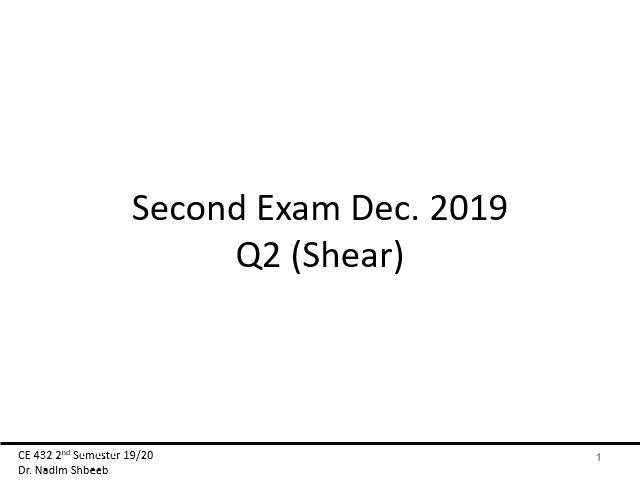 Second Exam Dec. 2019
Q2 (Shear)
CE 432 2nd Semester 19/20
Dr. Nadim Shbeeb
1